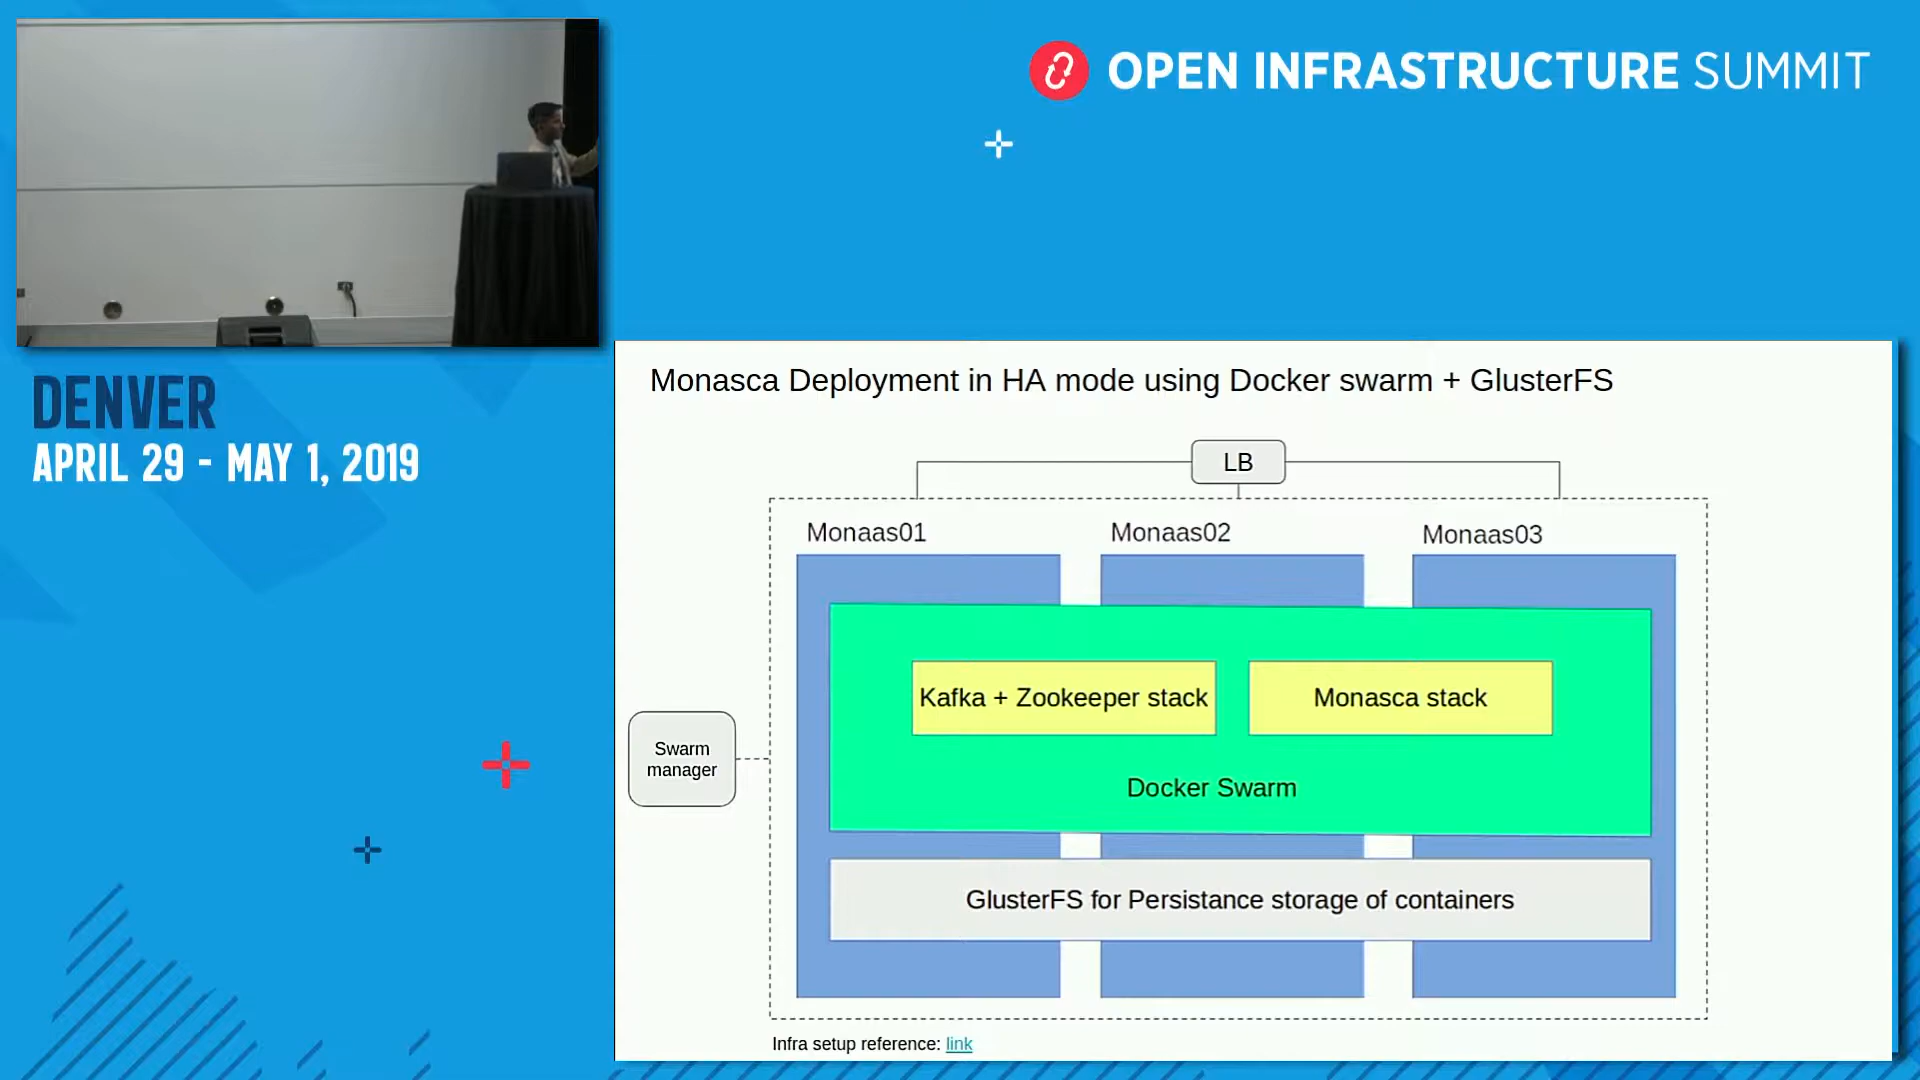 OPEN INFRASTRUCTURE SUMMIT
DENVER
APRIL 29 - MAY 1, 2019
Monasca Deployment in HA mode using Docker swarm + GlusterFS
LB
Monaas01
Monaas02
Monaas03
Kafka + Zookeeper stack
Monasca stack
Swarm
manager
Docker Swarm
GlusterFS for Persistance storage of containers
Infra setup reference: link